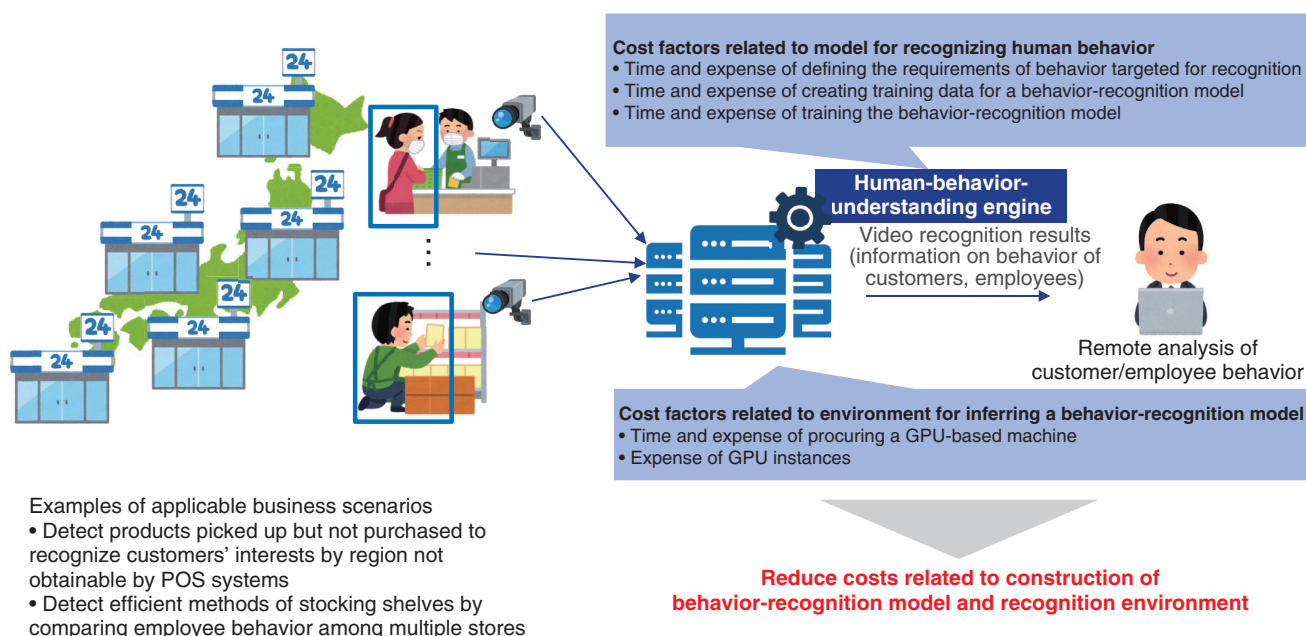 24
24
24
24
24
24
24
24
24
24
Cost factors related to model for recognizing human behavior
• Time and expense of defining the requirements of behavior targeted for recognition
• Time and expense of creating training data for a behavior-recognition model
• Time and expense of training the behavior-recognition model
Human-behavior-
understanding engine
Video recognition results
(information on behavior of
customers, employees)
Remote analysis of
customer/employee behavior
Cost factors related to environment for inferring a behavior-recognition model
• Time and expense of procuring a GPU-based machine
• Expense of GPU instances
Examples of applicable business scenarios
• Detect products picked up but not purchased to
recognize customers’ interests by region not
obtainable by POS systems
• Detect efficient methods of stocking shelves by
comparing employee behavior among multiple stores
Reduce costs related to construction of
behavior-recognition model and recognition environment